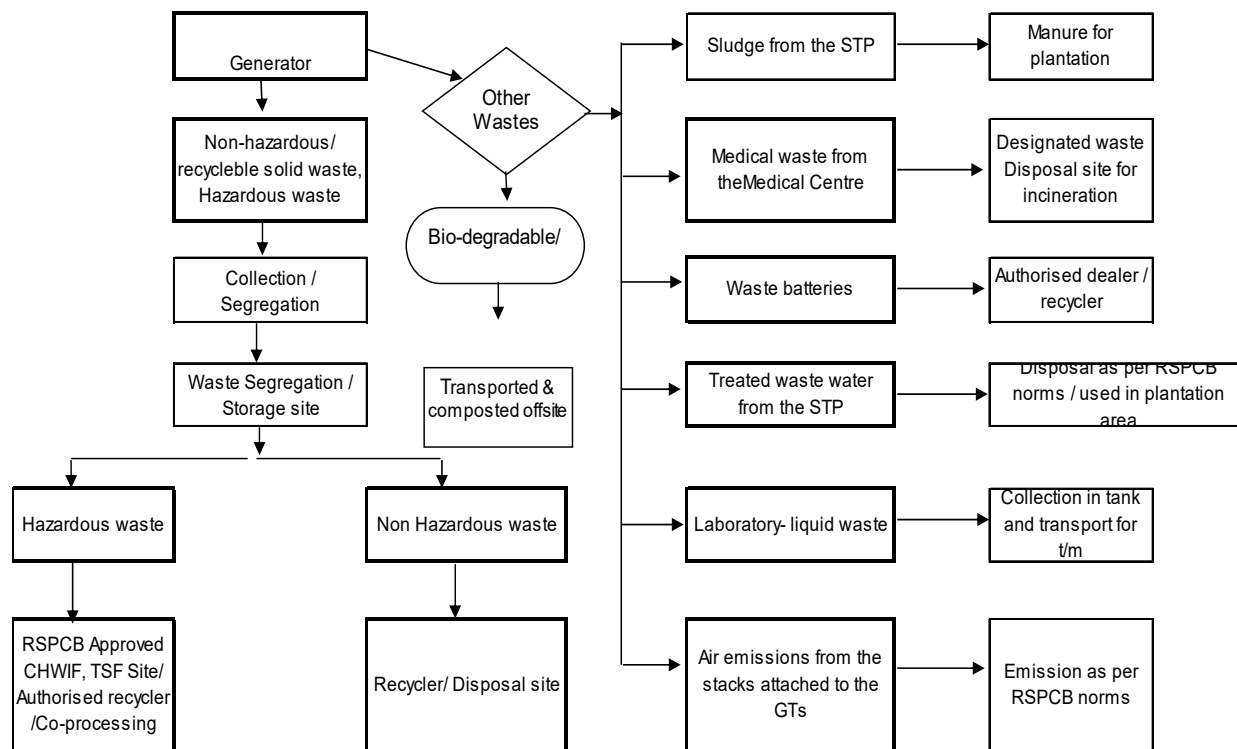 Generator
Non-hazardous/
recycleble solid waste,
Hazardous waste
Collection /
Segregation
Waste Segregation /
Storage site
Hazardous waste
Non Hazardous waste
RSPCB Approved
CHWIF, TSF Site/
Authorised recycler
/Co-processing
Recycler/ Disposal site
Other
Wastes
Bio-degradable/
Transported &
composted offsite
Sludge from the STP
Manure for
plantation
Medical waste from
theMedical Centre
Designated waste
Disposal site for
incineration
Waste batteries
Authorised dealer /
recycler
Treated waste water
from the STP
Disposal as per RSPCB
norms / used in plantation
area
Laboratory- liquid waste
Collection in tank
and transport for
t/m
Air emissions from the
stacks attached to the
GTs
Emission as per
RSPCB norms